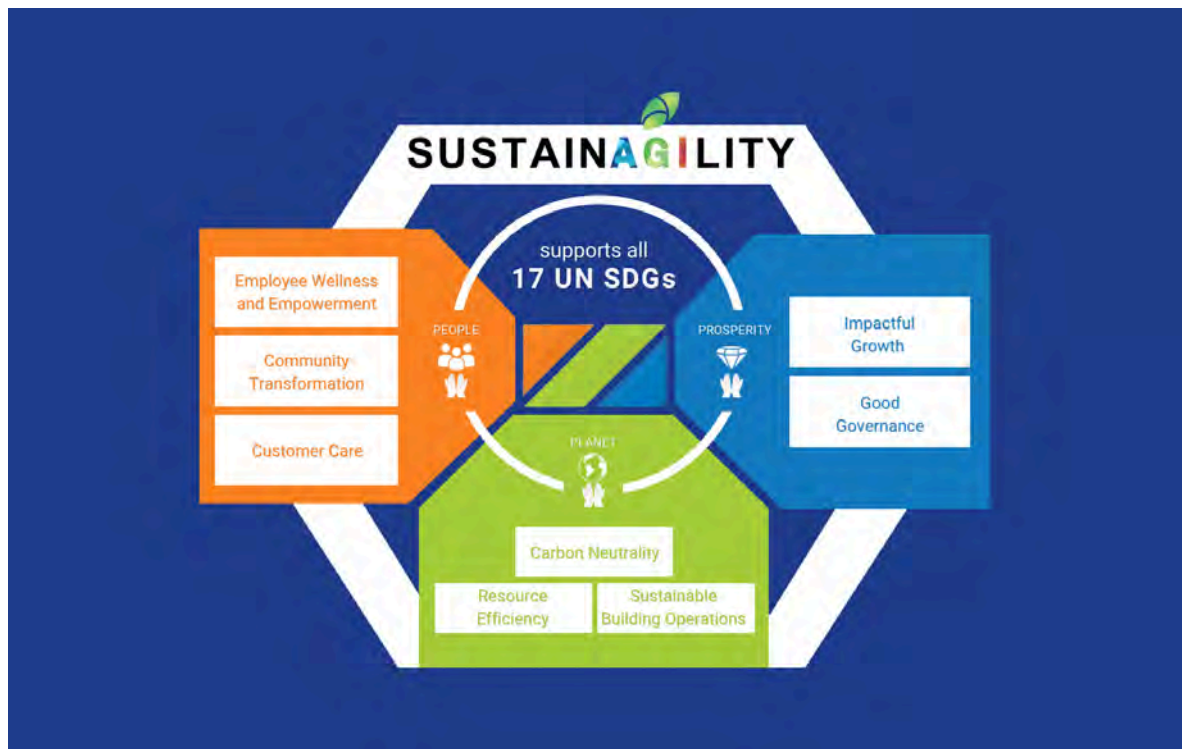 SUSTAINAGILITY
supports all
17 UN SDGs
PEOPLE
Employee Wellness
and Empowerment
Community
Transformation
Customer Care
PROSPERITY
Impactful
Growth
Good
Governance
PLANET
Carbon Neutrality
Resource
Efficiency
Sustainable
Building Operations